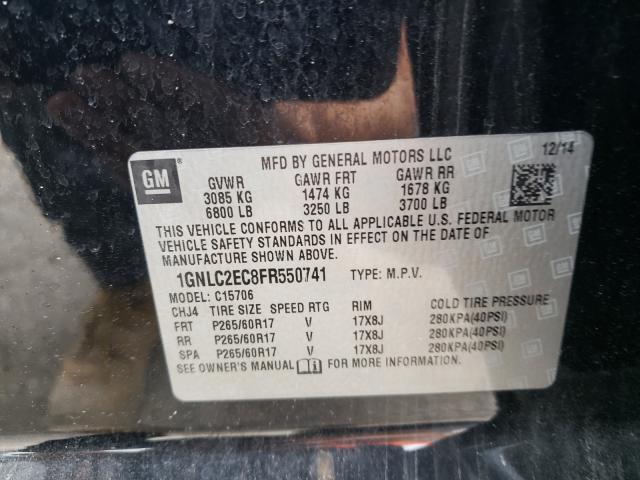 GM
MFD BY GENERAL MOTORS LLC 12/14
GVWR GAWR FRT GAWR RR
3085 KG 1474 KG 1678 KG
6800 LB 3250 LB 3700 LB
THIS VEHICLE CONFORMS TO ALL APPLICABLE U.S. FEDERAL MOTOR
VEHICLE SAFETY STANDARDS IN EFFECT ON THE DATE OF
MANUFACTURE SHOWN ABOVE.
1GNLC2EC8FR550741 TYPE: M.P.V.
MODEL: C15706
CHJ4 TIRE SIZE SPEED RTG RIM COLD TIRE PRESSURE
FRT P265/60R17 V 17X8J 280KPA(40PSI)
RR P265/60R17 V 17X8J 280KPA(40PSI)
SPA P265/60R17 V 17X8J 280KPA(40PSI)
SEE OWNER'S MANUAL FOR MORE INFORMATION.